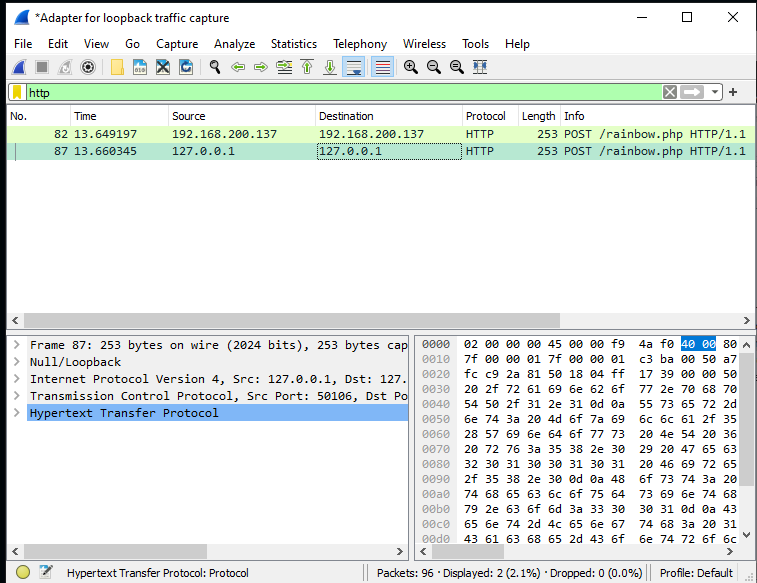 *Adapter for loopback traffic capture
File Edit View Go Capture Analyze Statistics Telephony Wireless Tools Help
http
No. Time Source Destination Protocol Length Info
82 13.649197 192.168.200.137 192.168.200.137 HTTP 253 POST /rainbow.php HTTP/1.1
87 13.660345 127.0.0.1 127.0.0.1 HTTP 253 POST /rainbow.php HTTP/1.1
Frame 87: 253 bytes on wire (2024 bits), 253 bytes cap
Null/Loopback
Internet Protocol Version 4, Src: 127.0.0.1, Dst: 127.
Transmission Control Protocol, Src Port: 50106, Dst Po
Hypertext Transfer Protocol
0000 02 00 00 00 45 00 00 f9 4a f0 40 00 80
0010 7f 00 00 01 7f 00 00 01 c3 ba 00 50 a7
0020 fc c9 2a 81 50 18 04 ff 17 39 00 00 50
0030 20 2f 72 61 69 6e 62 6f 77 2e 70 68 70
0040 54 50 2f 31 2e 31 0d 0a 55 73 65 72 2d
0050 6e 74 3a 20 4d 6f 7a 69 6c 6c 61 2f 35
0060 28 57 69 6e 64 6f 77 73 20 4e 54 20 36
0070 20 72 76 3a 35 38 2e 30 29 20 47 65 63
0080 32 30 31 30 30 31 30 31 20 46 69 72 65
0090 2f 35 38 2e 30 0d 0a 48 6f 73 74 3a 20
00a0 74 68 65 63 6c 6f 75 64 73 69 6e 74 68
00b0 79 2e 63 6f 6d 3a 33 30 30 31 0d 0a 43
00c0 65 6e 74 2d 4c 65 6e 67 74 68 3a 20 31
00d0 43 61 63 68 65 2d 43 6f 6e 74 72 6f 6c
Hypertext Transfer Protocol: Protocol
Packets: 96 · Displayed: 2 (2.1%) · Dropped: 0 (0.0%)
Profile: Default